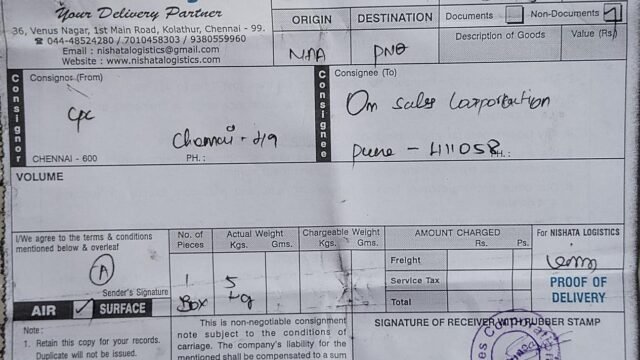 Your Delivery Partner
36, Venus Nagar, 1st Main Road, Kolathur, Chennai - 99.
☎ 044-48524280 / 7010458303 / 9380559960
Email : nishatalogistics@gmail.com
Website : www.nishatalogistics.com
ORIGIN
DESTINATION
MAA
PNQ
Documents
Non-Documents
Description of Goods
Value (Rs)
Consignor (From)
Consignor
CPC
Chennai - 119
CHENNAI - 600
PH. :
Consignee (To)
Consignee
Om Sales Corportaction
Pune - 411058
PH. :
VOLUME
I/We agree to the terms & conditions
mentioned below & overleaf
A
Sender's Signature
No. of
Pieces
1
Box
Actual Weight
Kgs. Gms.
5
kg
Chargeable Weight
Kgs. Gms.
AMOUNT CHARGED
Rs. Ps.
Freight
Service Tax
Total
For NISHATA LOGISTICS
PROOF OF
DELIVERY
AIR ✓ SURFACE
Note :
1. Retain this copy for your records.
Duplicate will not be issued.
This is non-negotiable consignment
note subject to the conditions of
carriage. The company's liability for
the mentioned shall be compensated to a sum
SIGNATURE OF RECEIVER WITH RUBBER STAMP